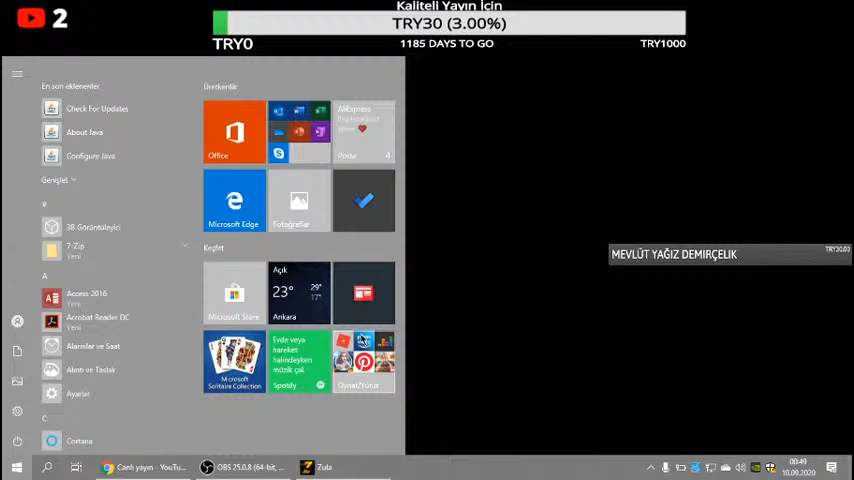 2
Kaliteli Yayın İçin
TRY30 (3.00%)
TRY0
1185 DAYS TO GO
TRY1000
En son eklenenler
Check For Updates
About Java
Configure Java
Genişlet
#
3B Görüntüleyici
7-Zip
Yeni
A
Access 2016
Yeni
Acrobat Reader DC
Yeni
Alarmlar ve Saat
Alıntı ve Taslak
Ayarlar
C
Cortana
Üretkenlik
Office
AliExpress
Posta
4
Microsoft Edge
Fotoğraflar
Keşfet
Microsoft Store
Açık
23°
29°
17°
Ankara
Microsoft
Solitaire Collection
Evde veya
hareket
halindeyken
müzik çal.
Spotify
Oynat/Yürüt
MEVLÜT YAĞIZ DEMİRÇELİK
TRY30.00
Canlı yayın - YouTu...
OBS 25.0.8 (64-bit, ...
Zula
00:49
10.09.2020